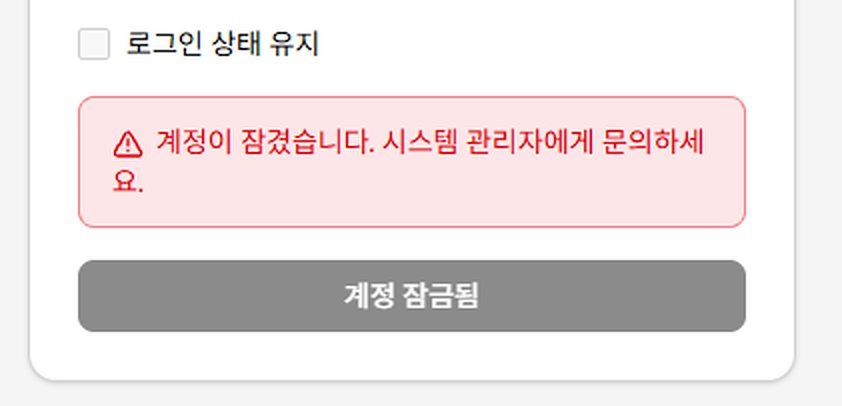 로그인 상태 유지
계정이 잠겼습니다. 시스템 관리자에게 문의하세
요.
계정 잠금됨